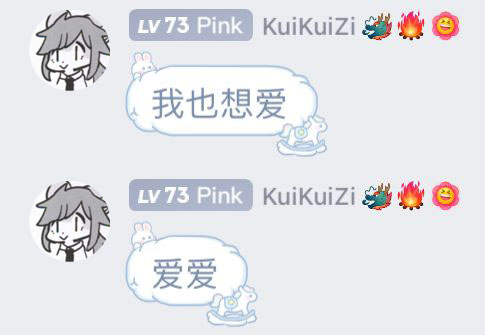 LV 73 Pink KuiKuiZi 🐲🔥😆
我也想爱
LV 73 Pink KuiKuiZi 🐲🔥😆
爱爱